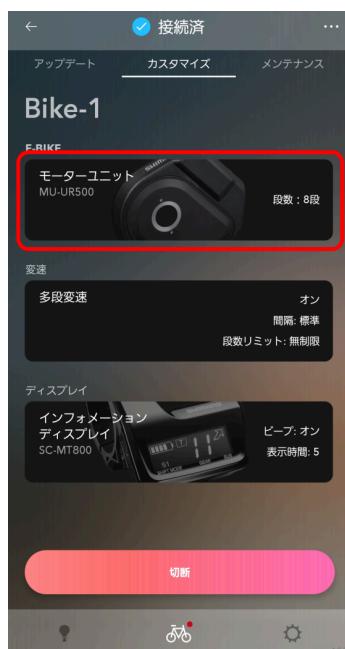 接続済
アップデート
カスタマイズ
メンテナンス
Bike-1
E-BIKE
モーターユニット
MU-UR500
段数：8段
変速
多段変速
オン
間隔: 標準
段数リミット: 無制限
ディスプレイ
インフォメーション
ディスプレイ
SC-MT800
ビープ: オン
表示時間: 5
切断